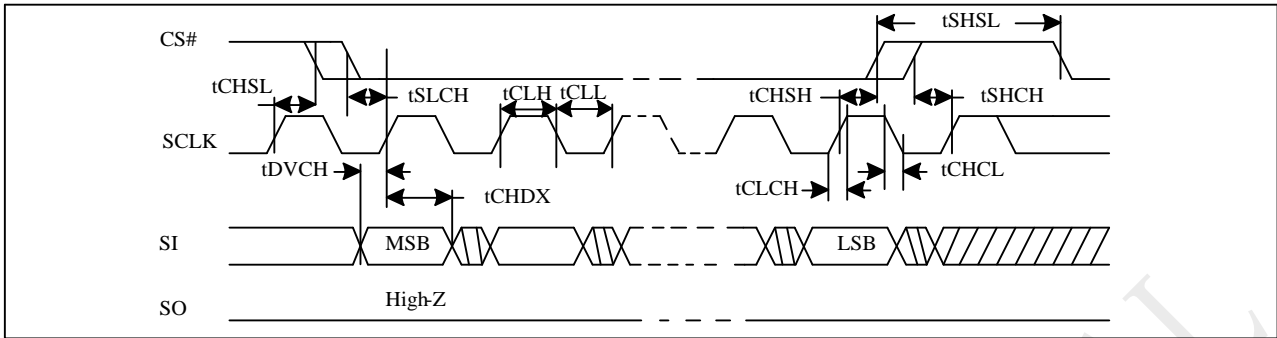 tSHSL
CS#
tCHSL
tSLCH
tCLH
tCLL
tCHSH
tSHCH
SCLK
tDVCH
tCHDX
tCLCH
tCHCL
SI
MSB
LSB
SO
High-Z